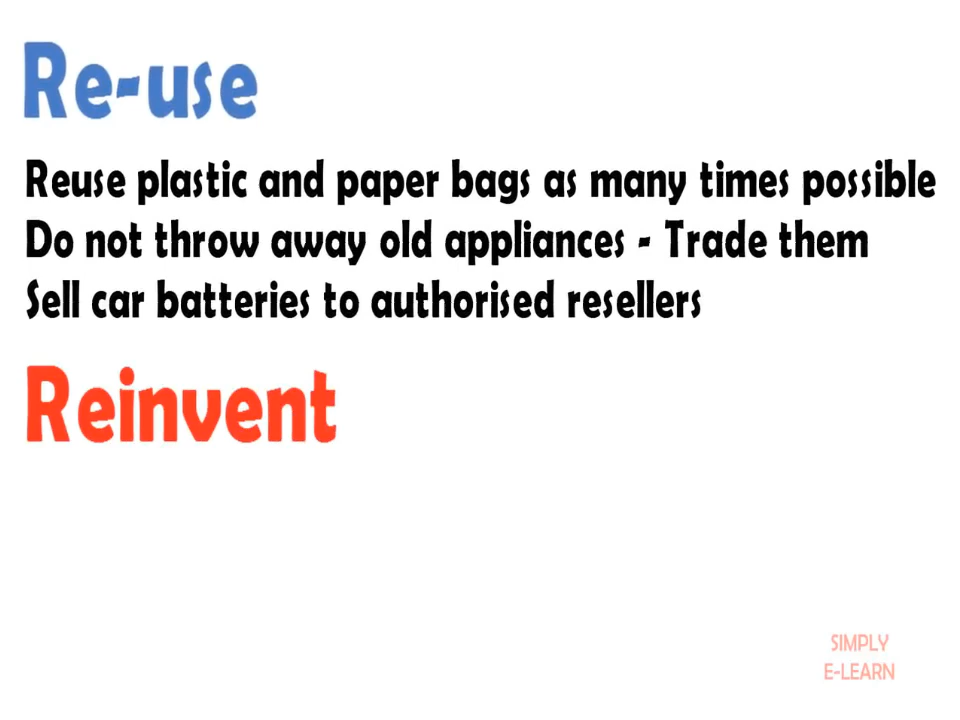 Re-use
Reuse plastic and paper bags as many times possible
Do not throw away old appliances - Trade them
Sell car batteries to authorised resellers
Reinvent
SIMPLY
E-LEARN